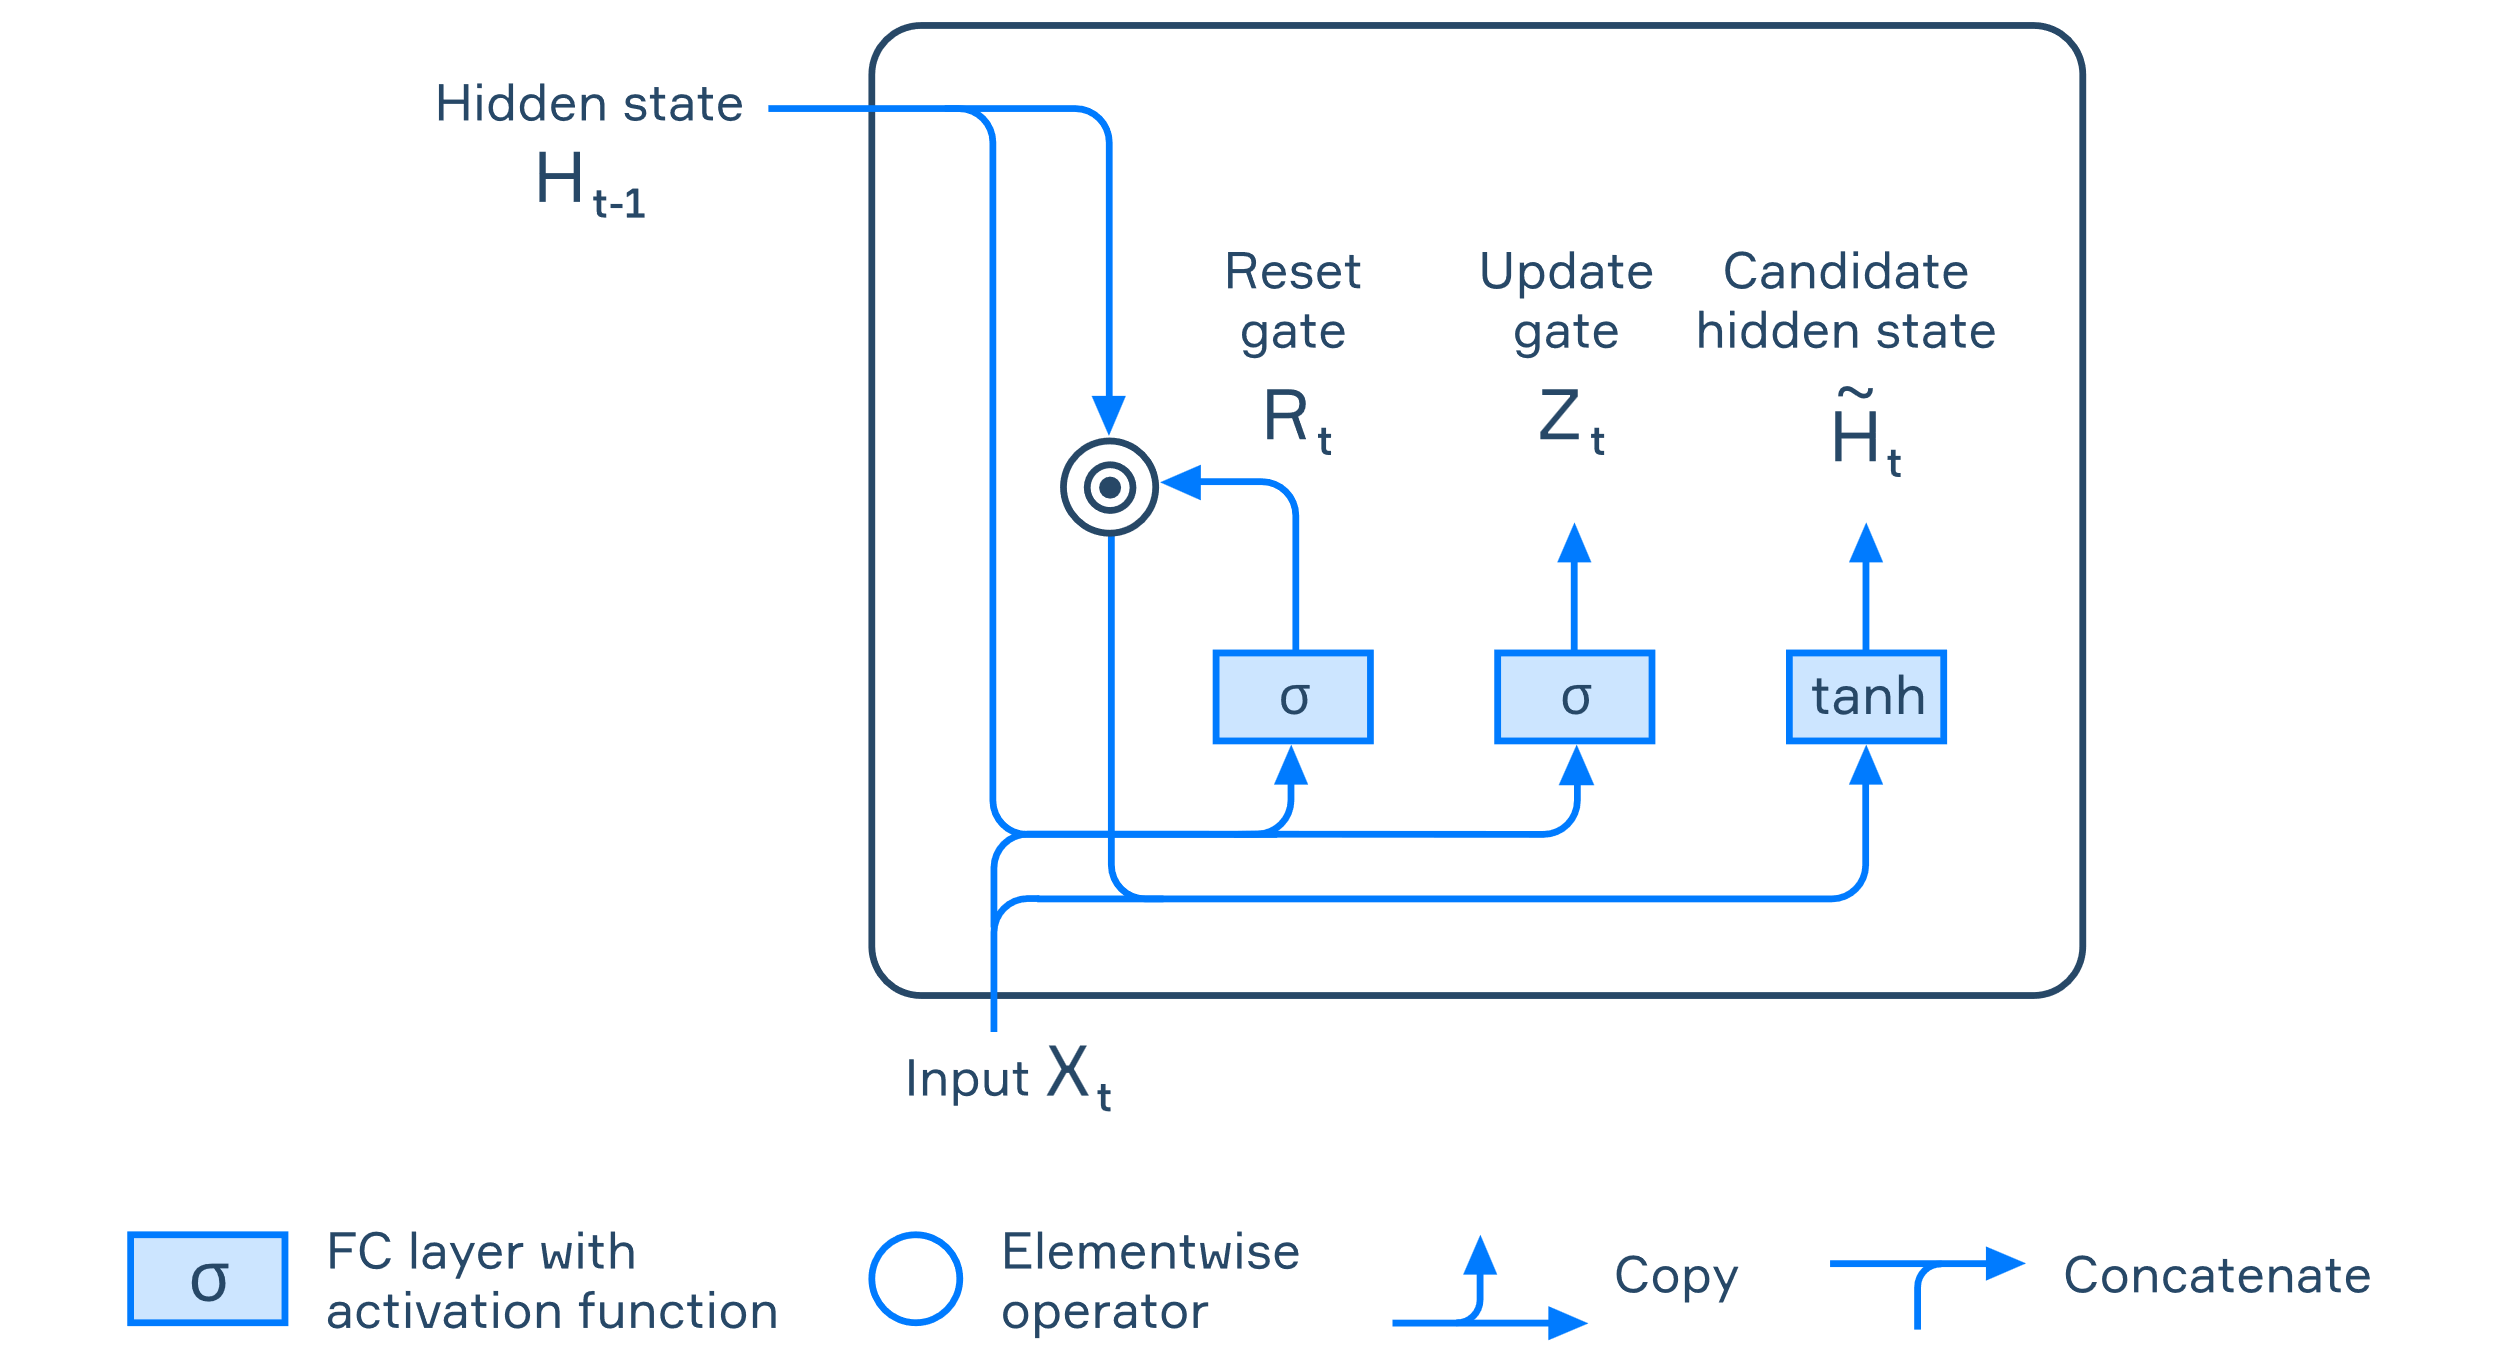 Hidden state
H t-1
Reset gate
R t
Update gate
Z t
Candidate hidden state
H̃ t
σ
σ
tanh
Input X t
σ
FC layer with
activation function
Elementwise
operator
Copy
Concatenate